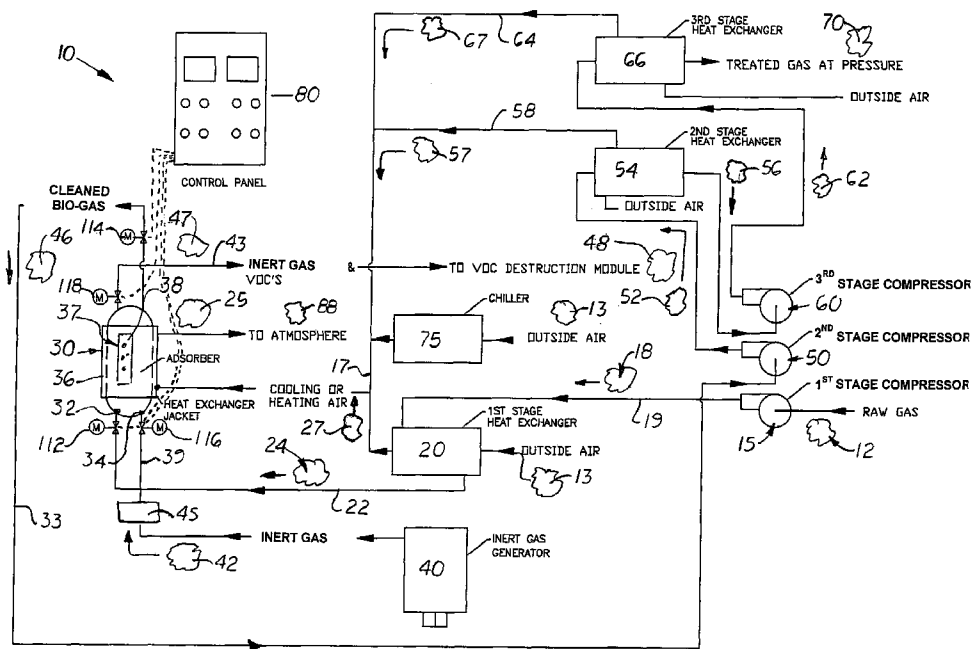 10
80
CONTROL PANEL
67
64
3RD STAGE
HEAT EXCHANGER
66
70
TREATED GAS AT PRESSURE
OUTSIDE AIR
58
57
2ND STAGE
HEAT EXCHANGER
54
OUTSIDE AIR
56
62
CLEANED
BIO-GAS
114
M
46
47
43
INERT GAS
VOC'S
&
TO VOC DESTRUCTION MODULE
48
52
118
M
38
25
88
TO ATMOSPHERE
37
30
36
ADSORBER
CHILLER
75
13
OUTSIDE AIR
17
3RD
STAGE COMPRESSOR
60
2ND
STAGE COMPRESSOR
50
1ST
STAGE COMPRESSOR
15
RAW GAS
12
18
19
COOLING OR
HEATING AIR
HEAT EXCHANGER
JACKET
27
32
112
M
34
39
M
116
1ST STAGE
HEAT EXCHANGER
20
OUTSIDE AIR
13
24
22
33
45
42
INERT GAS
INERT GAS
GENERATOR
40